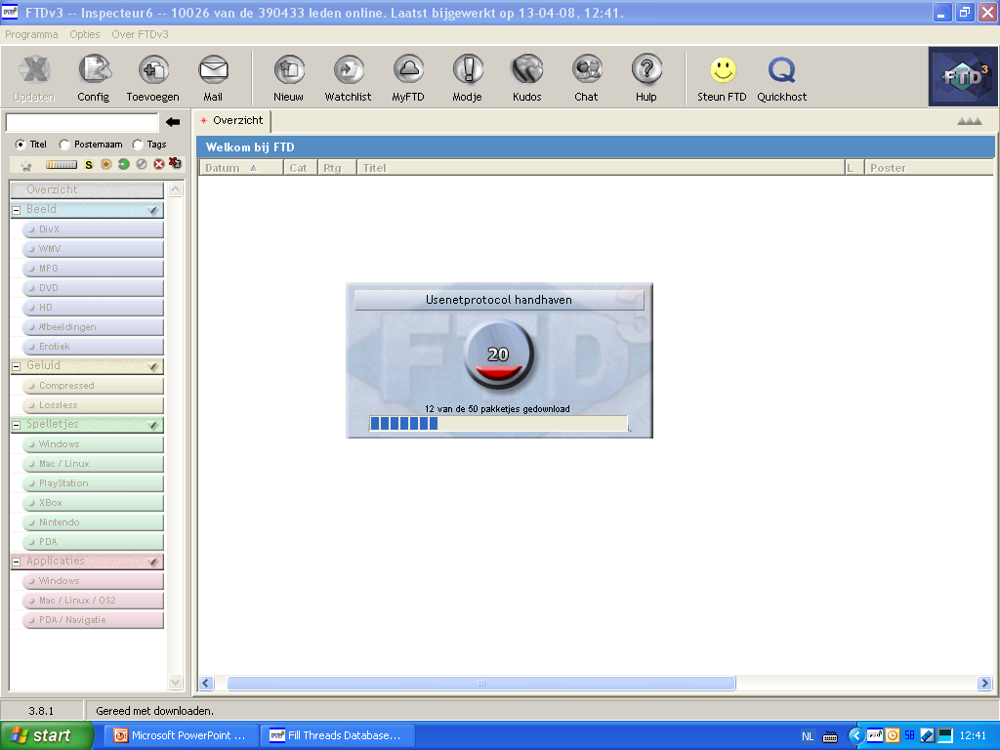 FTDv3 -- Inspecteur6 -- 10026 van de 390433 leden online. Laatst bijgewerkt op 13-04-08, 12:41.
Programma Opties Over FTDv3
Updaten Config Toevoegen Mail Nieuw Watchlist MyFTD Modje Kudos Chat Hulp Steun FTD Quickhost
FTD3
* Overzicht
Titel Posternaam Tags
Welkom bij FTD
Datum Cat Rtg Titel L Poster
Overzicht
Beeld
DivX
WMV
MPG
DVD
HD
Afbeeldingen
Erotiek
Geluid
Compressed
Lossless
Spelletjes
Windows
Mac / Linux
PlayStation
XBox
Nintendo
PDA
Applicaties
Windows
Mac / Linux / OS2
PDA / Navigatie
Usenetprotocol handhaven
20
12 van de 50 pakketjes gedownload
3.8.1 Gereed met downloaden.
start Microsoft PowerPoint ... Fill Threads Database... NL 12:41